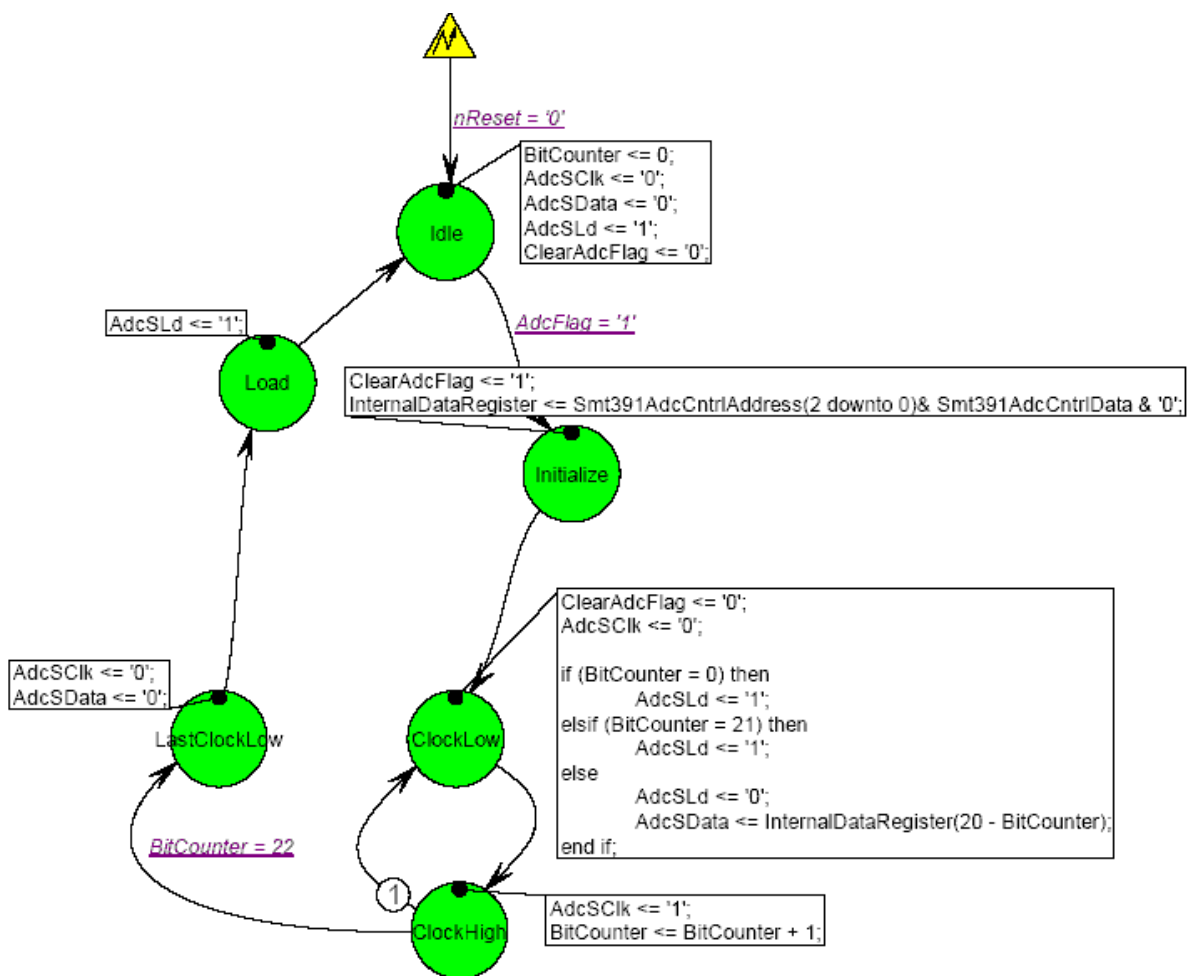 nReset = '0'
BitCounter <= 0;
AdcSClk <= '0';
AdcSData <= '0';
AdcSLd <= '1';
ClearAdcFlag <= '0';
Idle
AdcFlag = '1'
AdcSLd <= '1';
Load
ClearAdcFlag <= '1';
InternalDataRegister <= Smt391AdcCntrlAddress(2 downto 0)& Smt391AdcCntrlData & '0';
Initialize
ClearAdcFlag <= '0';
AdcSClk <= '0';
if (BitCounter = 0) then
AdcSLd <= '1';
elsif (BitCounter = 21) then
AdcSLd <= '1';
else
AdcSLd <= '0';
AdcSData <= InternalDataRegister(20 - BitCounter);
end if;
AdcSClk <= '0';
AdcSData <= '0';
LastClockLow
ClockLow
BitCounter = 22
1
ClockHigh
AdcSClk <= '1';
BitCounter <= BitCounter + 1;